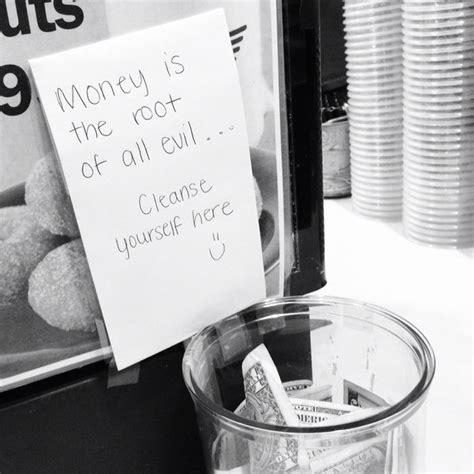 uts
9
Money is
the root
of all evil...
Cleanse
yourself here
:)